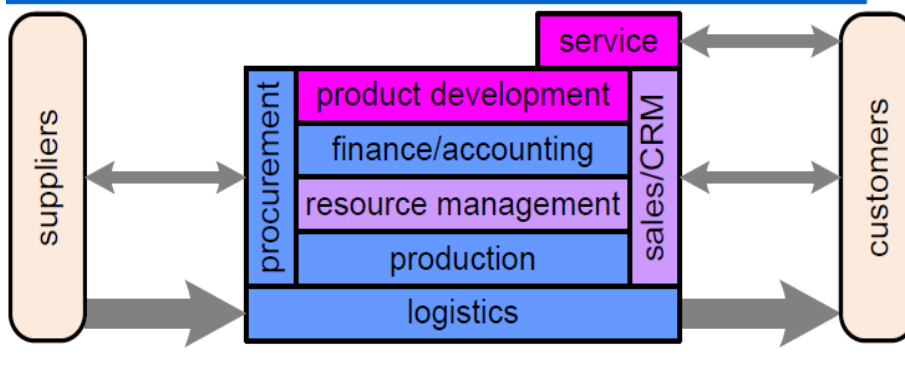 suppliers
procurement
service
product development
finance/accounting
resource management
production
logistics
sales/CRM
customers